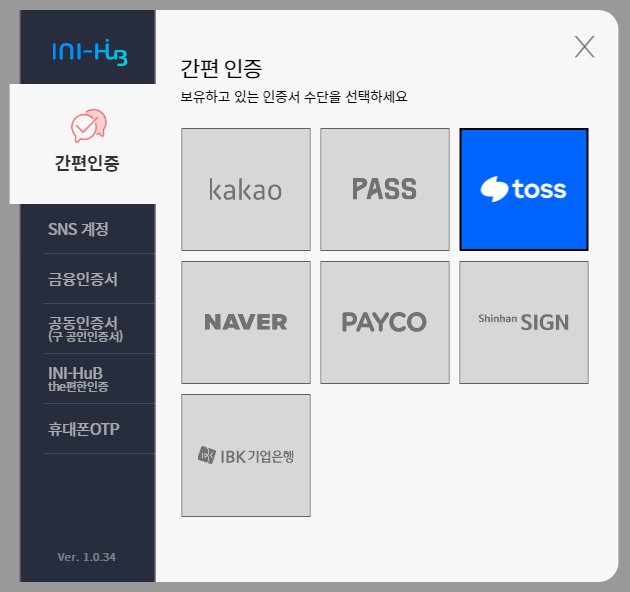 INI-HUB
간편인증
SNS 계정
금융인증서
공동인증서
(구 공인인증서)
INI-HuB
the편한인증
휴대폰OTP
Ver. 1.0.34
간편 인증
보유하고 있는 인증서 수단을 선택하세요
kakao
PASS
toss
NAVER
PAYCO
Shinhan SIGN
IBK기업은행